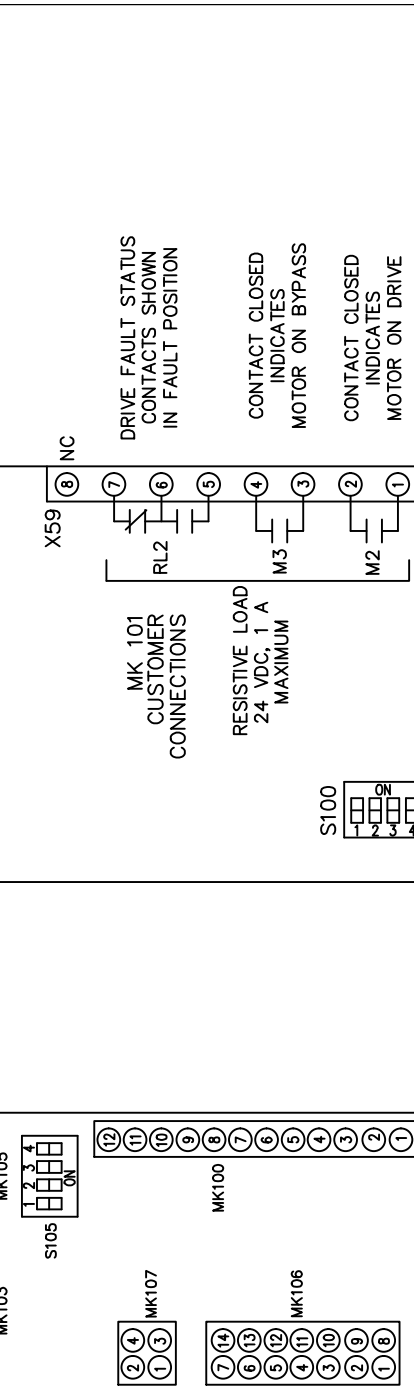 X59
8 NC
7
6
5
4
3
2
1
DRIVE FAULT STATUS
CONTACTS SHOWN
IN FAULT POSITION
CONTACT CLOSED
INDICATES
MOTOR ON BYPASS
CONTACT CLOSED
INDICATES
MOTOR ON DRIVE
RL2
M3
M2
MK 101
CUSTOMER
CONNECTIONS
RESISTIVE LOAD
24 VDC, 1 A
MAXIMUM
S100
ON
1 2 3 4
MK103
MK105
1 2 3 4
ON
S105
12
11
10
9
8
7
6
5
4
3
2
1
MK100
2 4
1 3
MK107
7 14
6 13
5 12
4 11
3 10
2 9
1 8
MK106